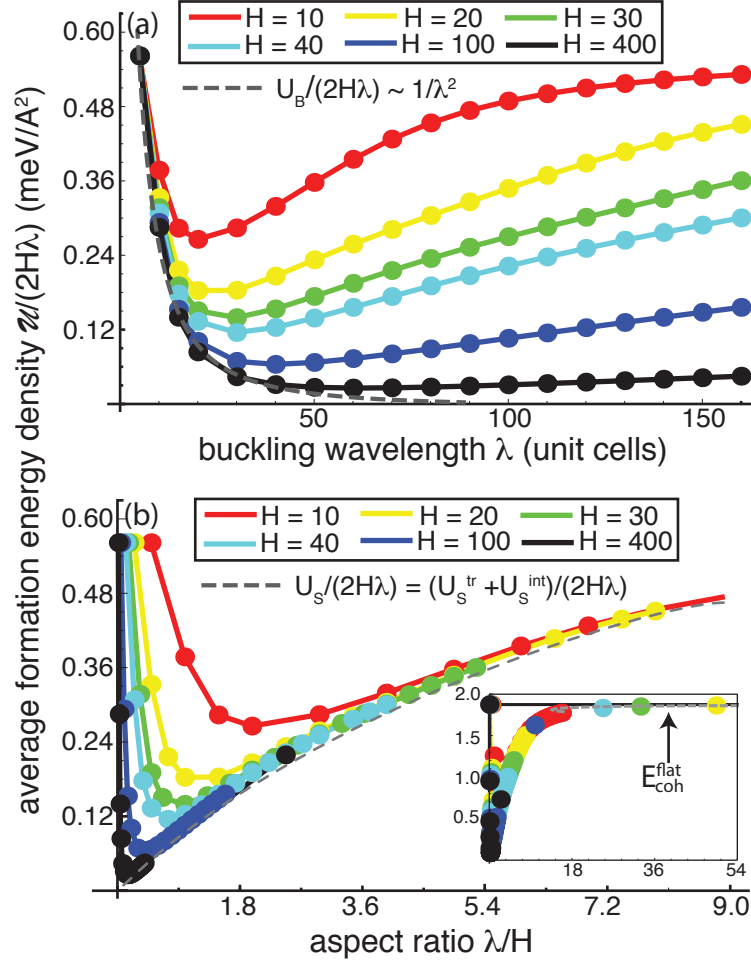 (a)
H = 10 H = 20 H = 30
H = 40 H = 100 H = 400
U_B/(2Hλ) ~ 1/λ²
0.60
0.48
0.36
0.24
0.12
50 100 150
buckling wavelength λ (unit cells)
average formation energy density 𝒰/(2Hλ) (meV/A²)
(b)
H = 10 H = 20 H = 30
H = 40 H = 100 H = 400
U_S/(2Hλ) = (U_S^tr + U_S^int)/(2Hλ)
0.60
0.48
0.36
0.24
0.12
2.0
1.5
1.0
0.5
E_coh^flat
18 36 54
1.8 3.6 5.4 7.2 9.0
aspect ratio λ/H